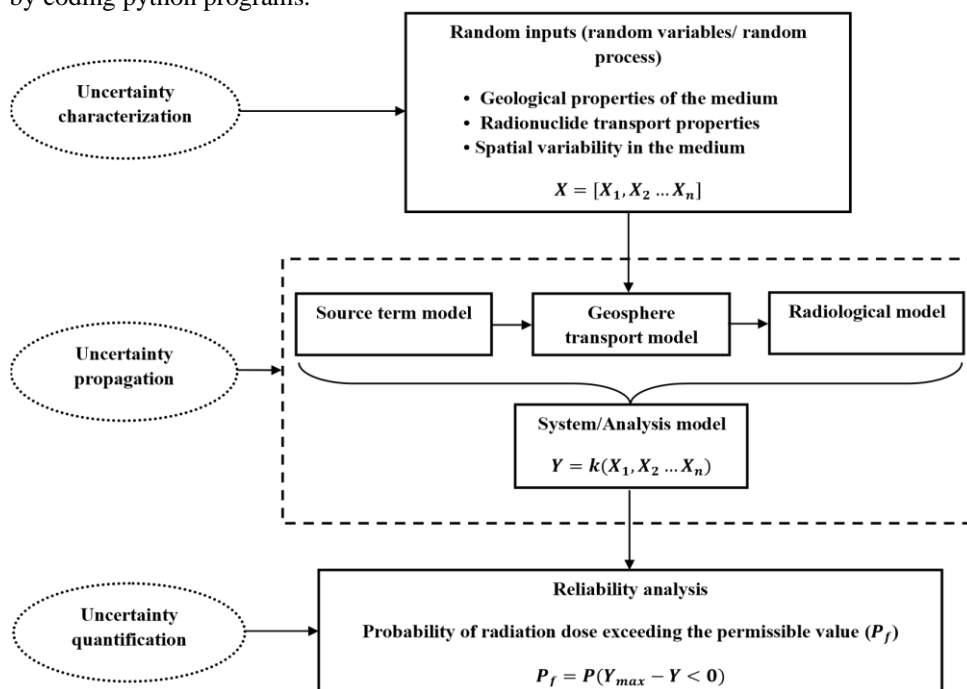 by coding python programs.
Random inputs (random variables/ random
process)
Uncertainty
characterization
• Geological properties of the medium
• Radionuclide transport properties
• Spatial variability in the medium
X = [X₁, X₂ … Xₙ]
Source term model
Geosphere
transport model
Radiological model
Uncertainty
propagation
System/Analysis model
Y = k(X₁, X₂ … Xₙ)
Reliability analysis
Uncertainty
quantification
Probability of radiation dose exceeding the permissible value (P_f)
P_f = P(Y_max − Y < 0)